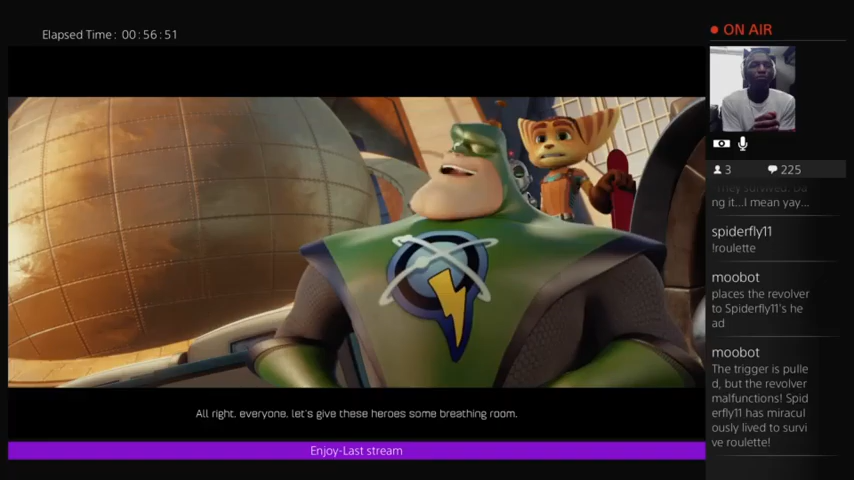 Elapsed Time: 00:56:51
ON AIR
3 225
ng it...I mean yay...
spiderfly11
!roulette
moobot
places the revolver
to Spiderfly11's he
ad
moobot
The trigger is pulle
d, but the revolver
malfunctions! Spid
erfly11 has miracul
ously lived to survi
ve roulette!
All right, everyone, let's give these heroes some breathing room.
Enjoy-Last stream